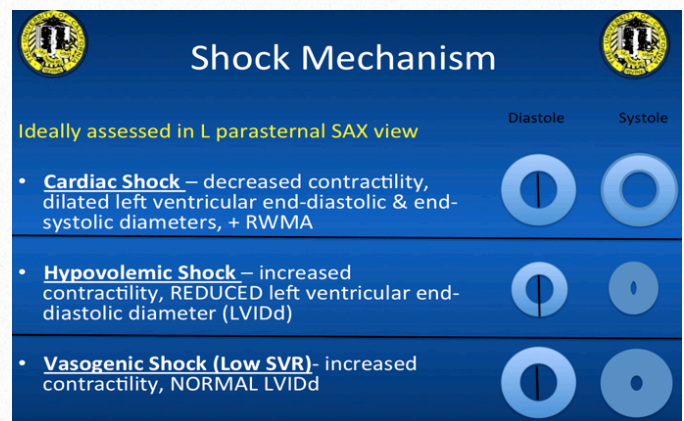 Shock Mechanism
Ideally assessed in L parasternal SAX view
Diastole
Systole
• Cardiac Shock – decreased contractility,
dilated left ventricular end-diastolic & end-
systolic diameters, + RWMA
• Hypovolemic Shock – increased
contractility, REDUCED left ventricular end-
diastolic diameter (LVIDd)
• Vasogenic Shock (Low SVR)- increased
contractility, NORMAL LVIDd